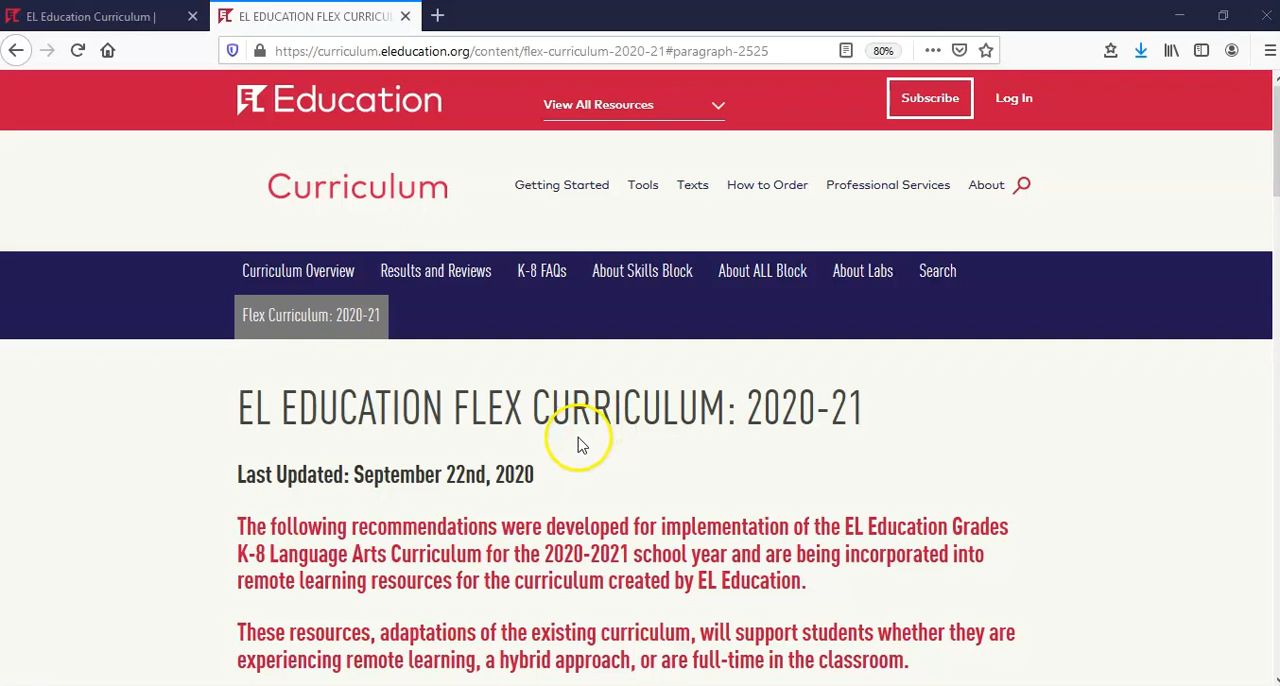 EL Education Curriculum |
EL EDUCATION FLEX CURRICUL
https://curriculum.eleducation.org/content/flex-curriculum-2020-21#paragraph-2525
80%
EL Education
View All Resources
Subscribe
Log In
Curriculum
Getting Started
Tools
Texts
How to Order
Professional Services
About
Curriculum Overview
Results and Reviews
K-8 FAQs
About Skills Block
About ALL Block
About Labs
Search
Flex Curriculum: 2020-21
EL EDUCATION FLEX CURRICULUM: 2020-21
Last Updated: September 22nd, 2020
The following recommendations were developed for implementation of the EL Education Grades
K-8 Language Arts Curriculum for the 2020-2021 school year and are being incorporated into
remote learning resources for the curriculum created by EL Education.
These resources, adaptations of the existing curriculum, will support students whether they are
experiencing remote learning, a hybrid approach, or are full-time in the classroom.